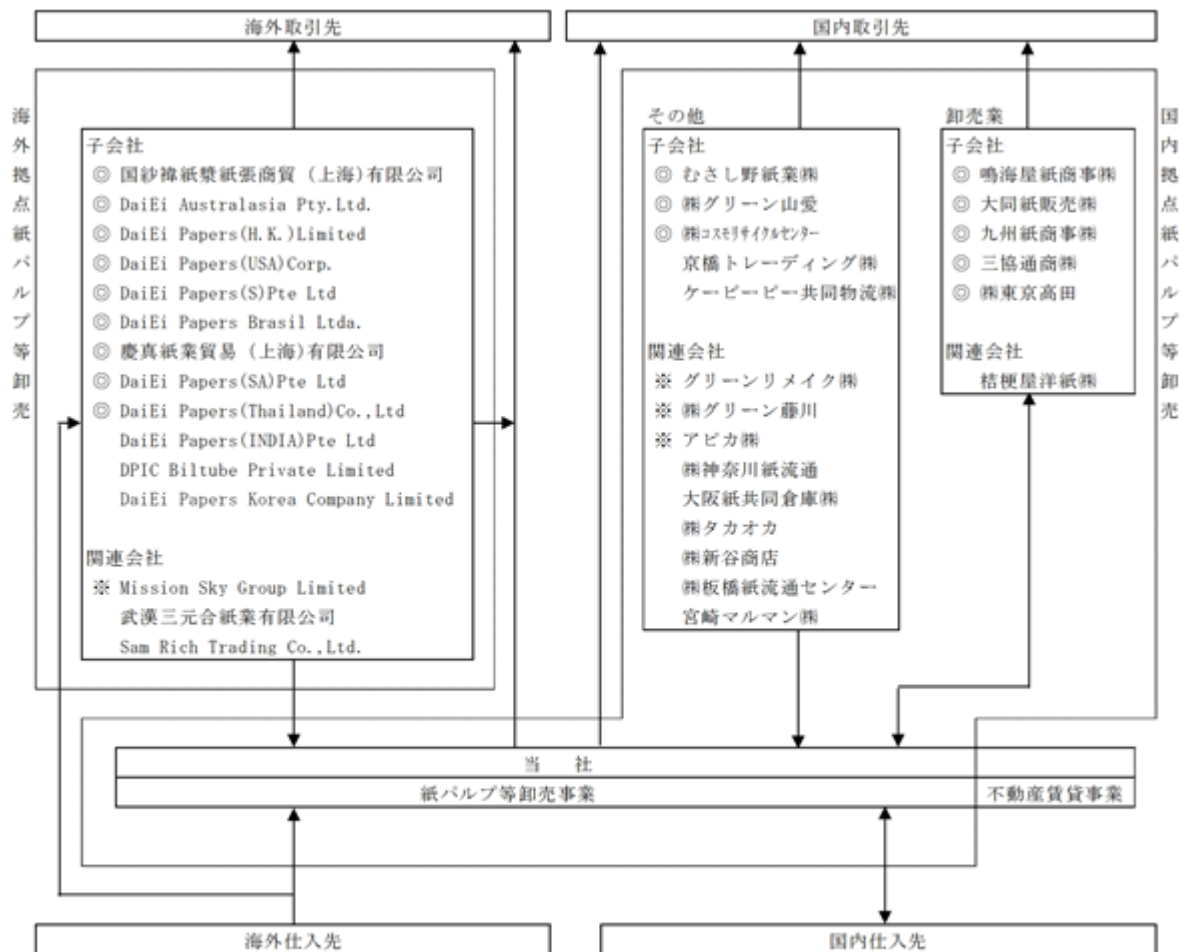 海外取引先
国内取引先
海外拠点紙パルプ等卸売
子会社
◎ 国紗禕紙漿紙張商貿（上海)有限公司
◎ DaiEi Australasia Pty.Ltd.
◎ DaiEi Papers(H.K.)Limited
◎ DaiEi Papers(USA)Corp.
◎ DaiEi Papers(S)Pte Ltd
◎ DaiEi Papers Brasil Ltda.
◎ 慶真紙業貿易（上海)有限公司
◎ DaiEi Papers(SA)Pte Ltd
◎ DaiEi Papers(Thailand)Co.,Ltd
DaiEi Papers(INDIA)Pte Ltd
DPIC Biltube Private Limited
DaiEi Papers Korea Company Limited
関連会社
※ Mission Sky Group Limited
武漢三元合紙業有限公司
Sam Rich Trading Co.,Ltd.
その他
子会社
◎ むさし野紙業㈱
◎ ㈱グリーン山愛
◎ ㈱コスモリサイクルセンター
京橋トレーディング㈱
ケーピーピー共同物流㈱
関連会社
※ グリーンリメイク㈱
※ ㈱グリーン藤川
※ アピカ㈱
㈱神奈川紙流通
大阪紙共同倉庫㈱
㈱タカオカ
㈱新谷商店
㈱板橋紙流通センター
宮崎マルマン㈱
卸売業
子会社
◎ 鳴海屋紙商事㈱
◎ 大同紙販売㈱
◎ 九州紙商事㈱
◎ 三協通商㈱
◎ ㈱東京高田
関連会社
桔梗屋洋紙㈱
国内拠点紙パルプ等卸売
当　社
紙パルプ等卸売事業
不動産賃貸事業
海外仕入先
国内仕入先